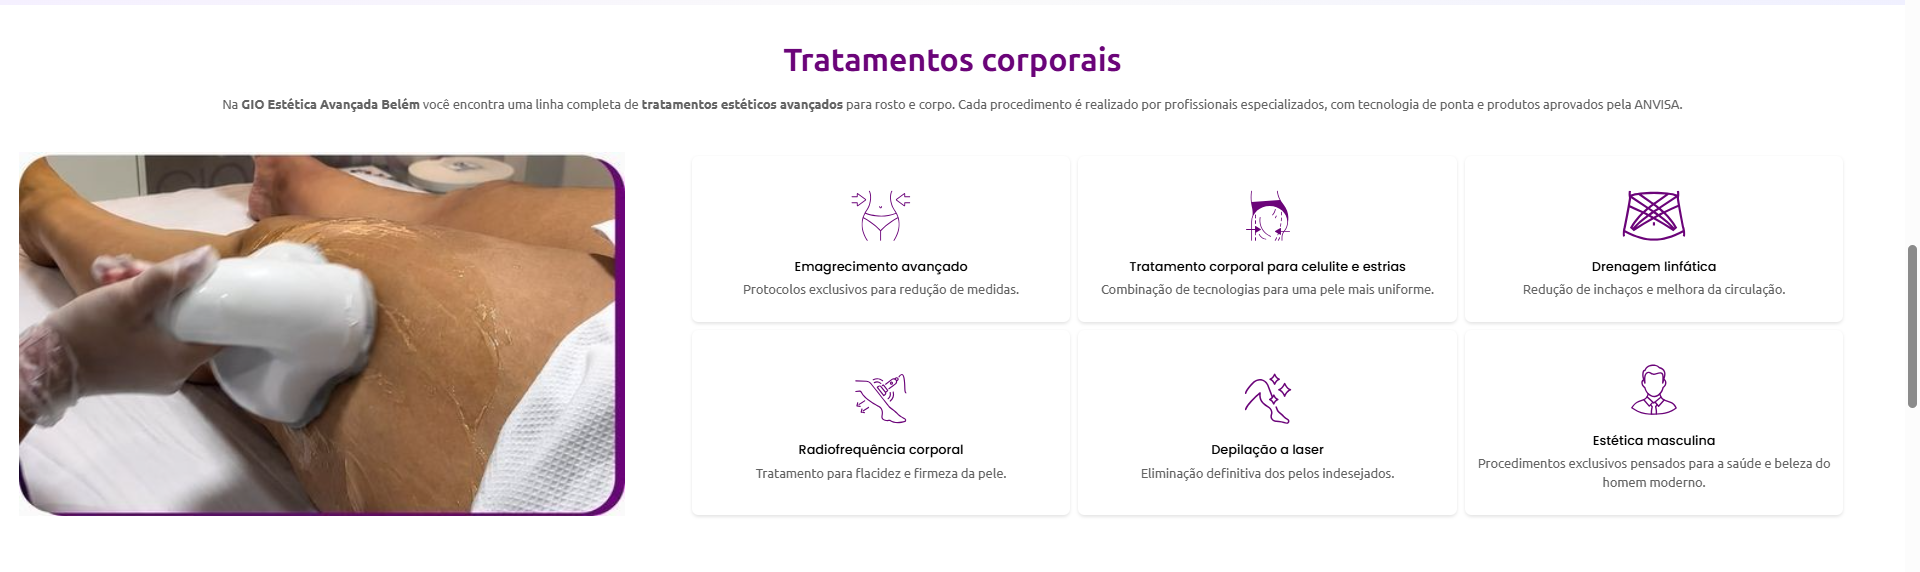 Tratamentos corporais
Na GIO Estética Avançada Belém você encontra uma linha completa de tratamentos estéticos avançados para rosto e corpo. Cada procedimento é realizado por profissionais especializados, com tecnologia de ponta e produtos aprovados pela ANVISA.
Emagrecimento avançado
Protocolos exclusivos para redução de medidas.
Tratamento corporal para celulite e estrias
Combinação de tecnologias para uma pele mais uniforme.
Drenagem linfática
Redução de inchaços e melhora da circulação.
Radiofrequência corporal
Tratamento para flacidez e firmeza da pele.
Depilação a laser
Eliminação definitiva dos pelos indesejados.
Estética masculina
Procedimentos exclusivos pensados para a saúde e beleza do
homem moderno.